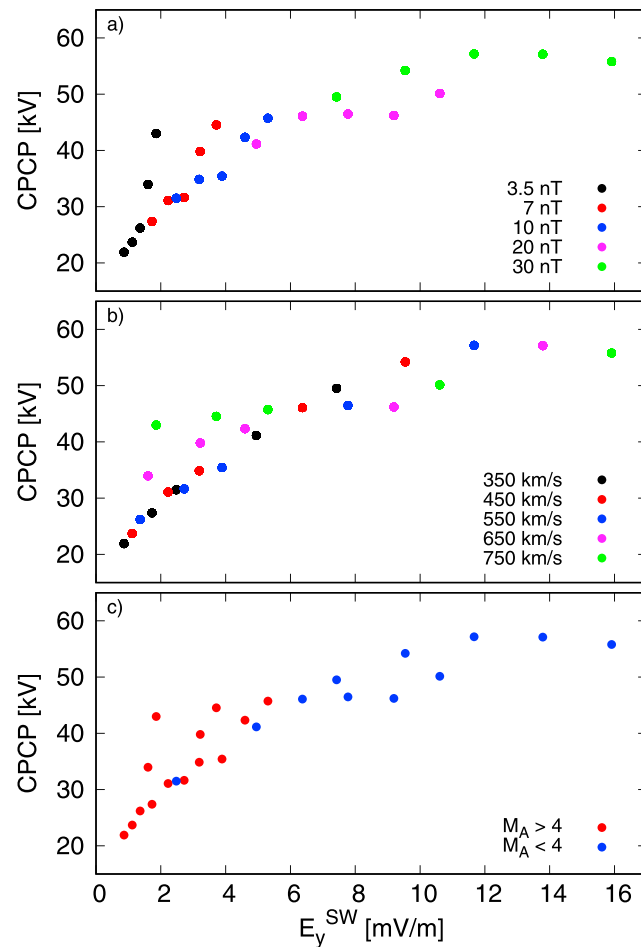 a)
60
50
40
30
20
CPCP [kV]
3.5 nT
7 nT
10 nT
20 nT
30 nT
b)
60
50
40
30
20
CPCP [kV]
350 km/s
450 km/s
550 km/s
650 km/s
750 km/s
c)
60
50
40
30
20
CPCP [kV]
M_A > 4
M_A < 4
0 2 4 6 8 10 12 14 16
E_y^SW [mV/m]